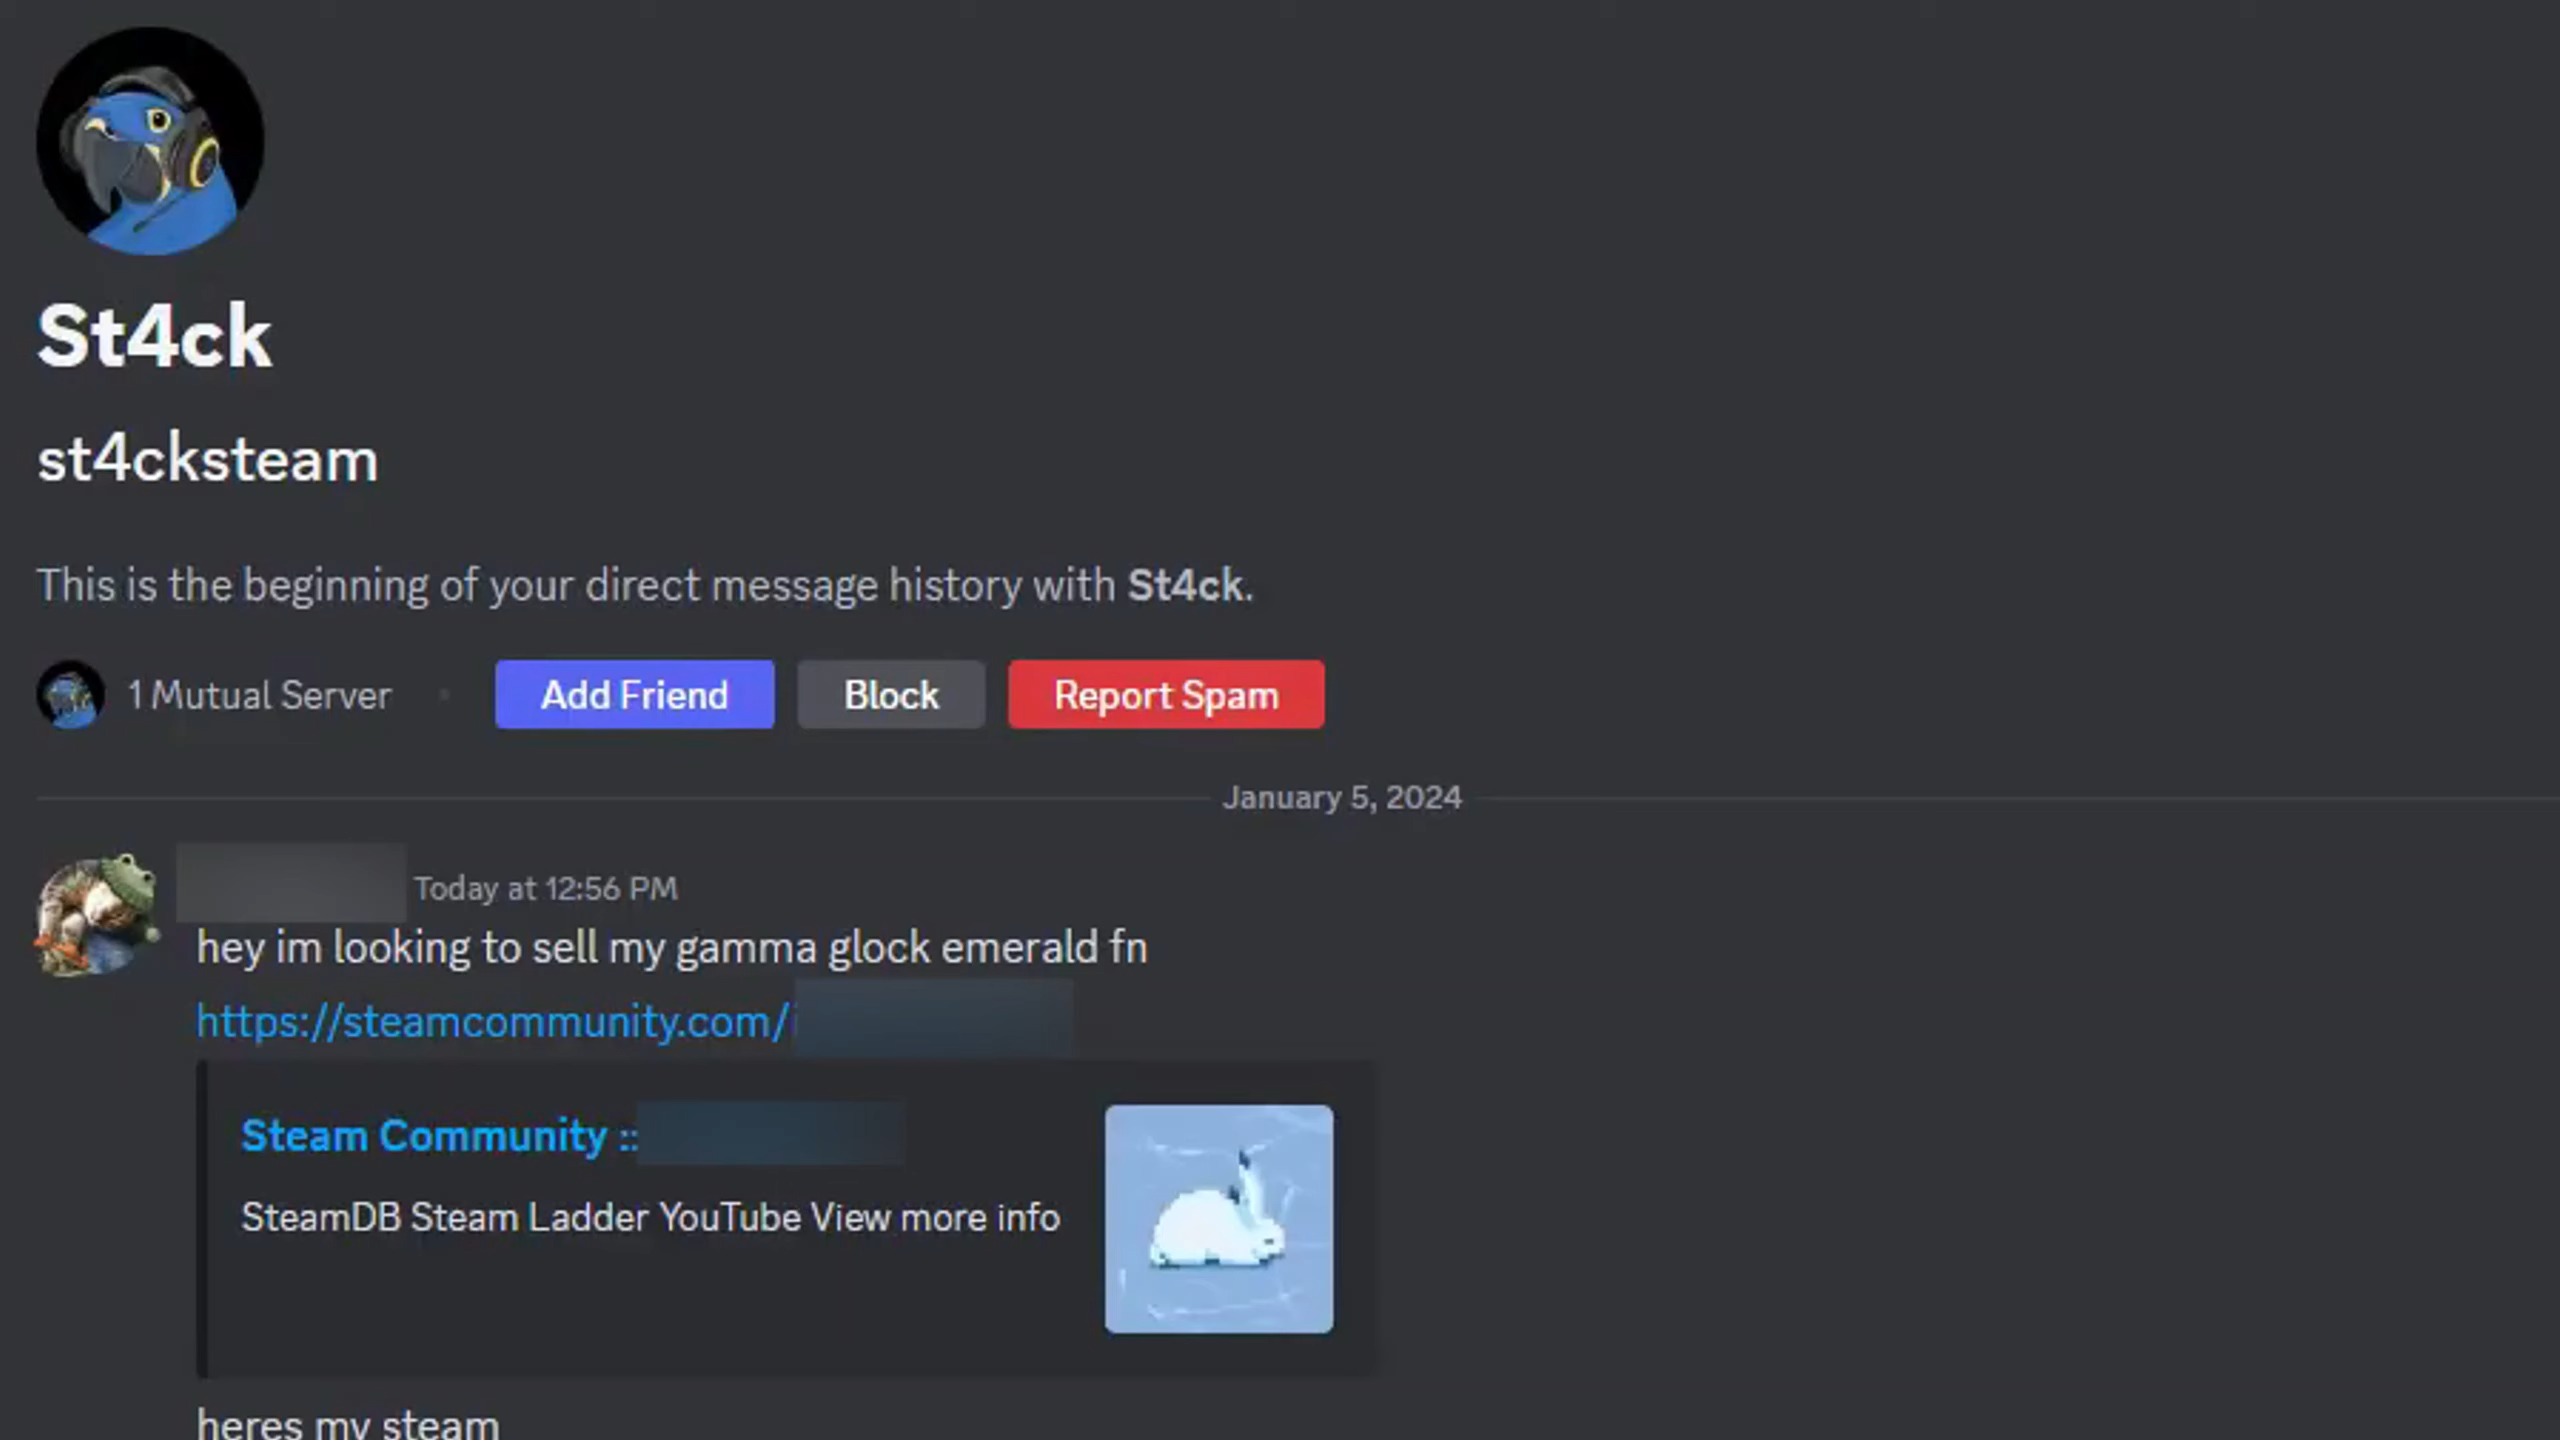 St4ck
st4cksteam
This is the beginning of your direct message history with St4ck.
1 Mutual Server • Add Friend Block Report Spam
January 5, 2024
Today at 12:56 PM
hey im looking to sell my gamma glock emerald fn
https://steamcommunity.com/
Steam Community ::
SteamDB Steam Ladder YouTube View more info
heres my steam